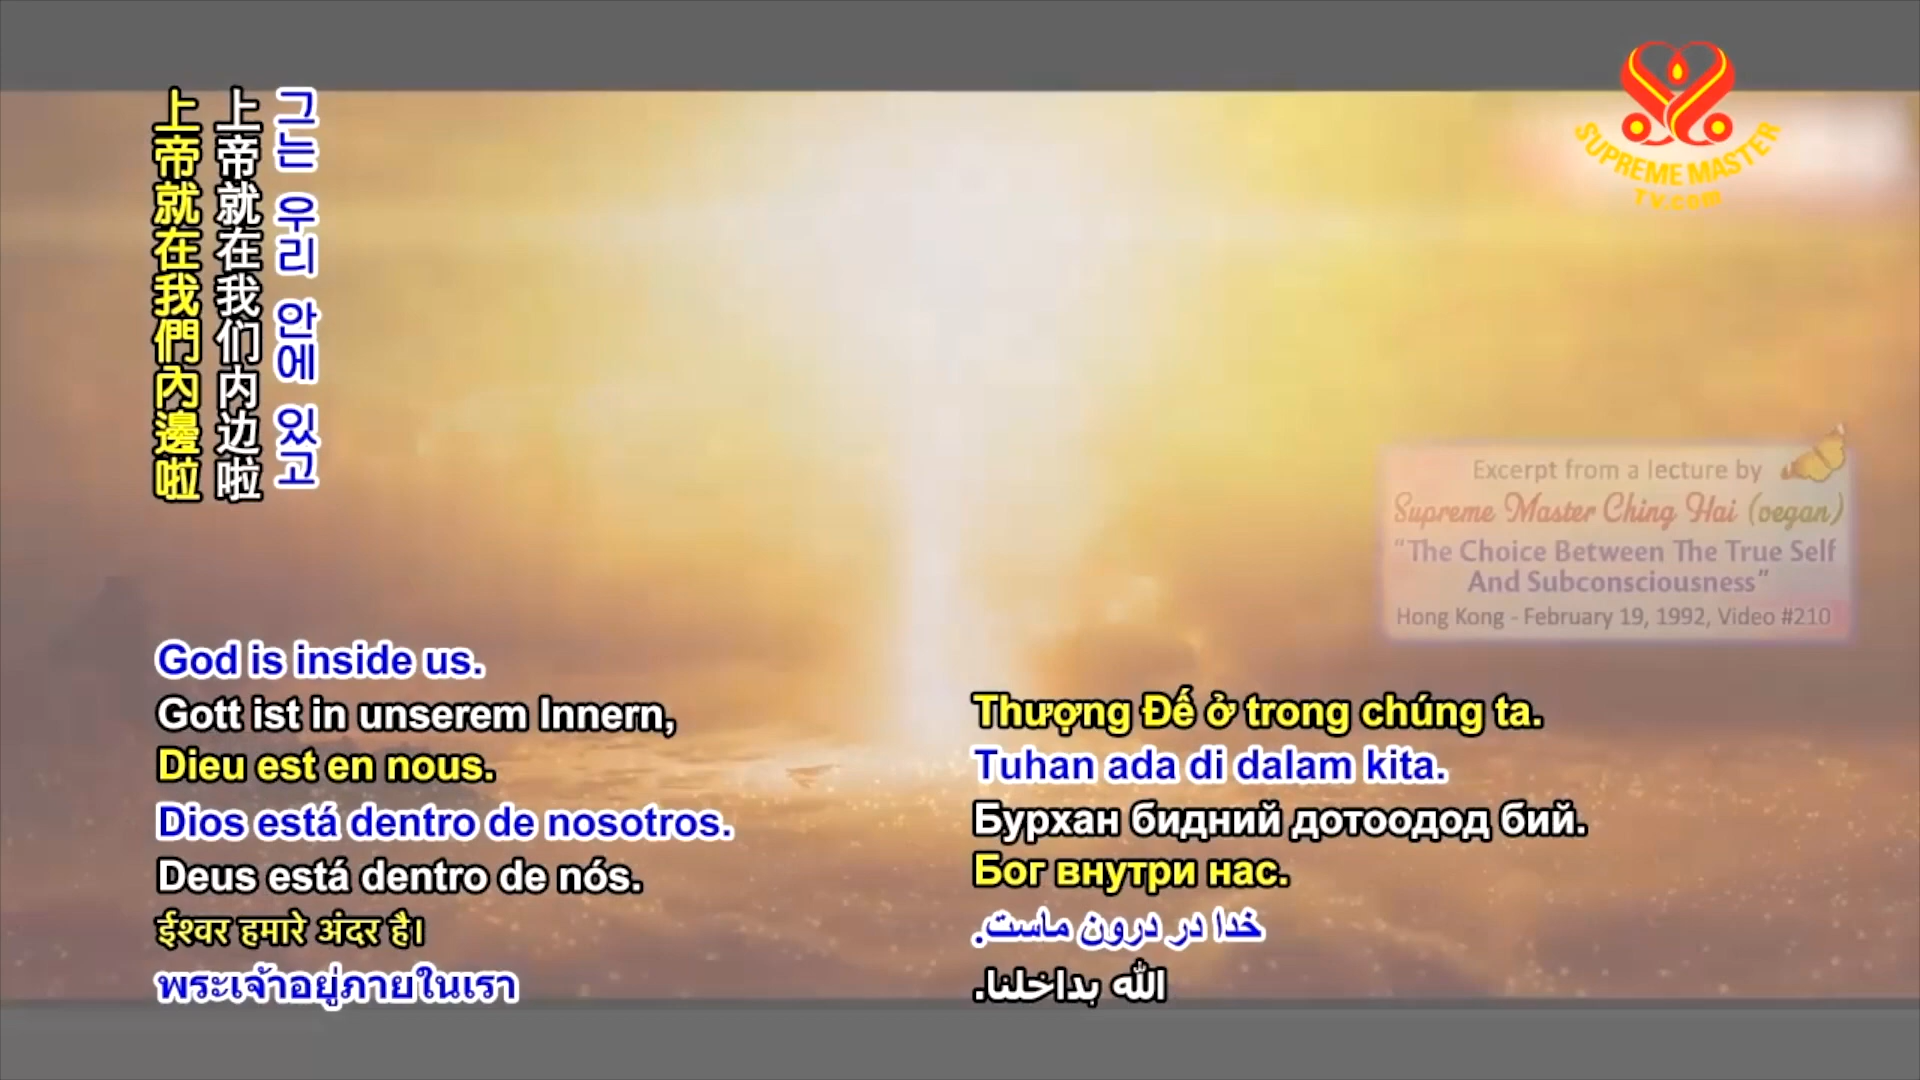 上帝就在我們內邊啦
上帝就在我们内边啦
그는 우리 안에 있고
SUPREME MASTER
TV.com
Excerpt from a lecture by
Supreme Master Ching Hai (vegan)
“The Choice Between The True Self
And Subconsciousness”
Hong Kong - February 19, 1992, Video #210
God is inside us.
Gott ist in unserem Innern,
Dieu est en nous.
Dios está dentro de nosotros.
Deus está dentro de nós.
ईश्वर हमारे अंदर है।
พระเจ้าอยู่ภายในเรา
Thượng Đế ở trong chúng ta.
Tuhan ada di dalam kita.
Бурхан бидний дотоодод бий.
Бог внутри нас.
خدا در درون ماست.
الله بداخلنا.